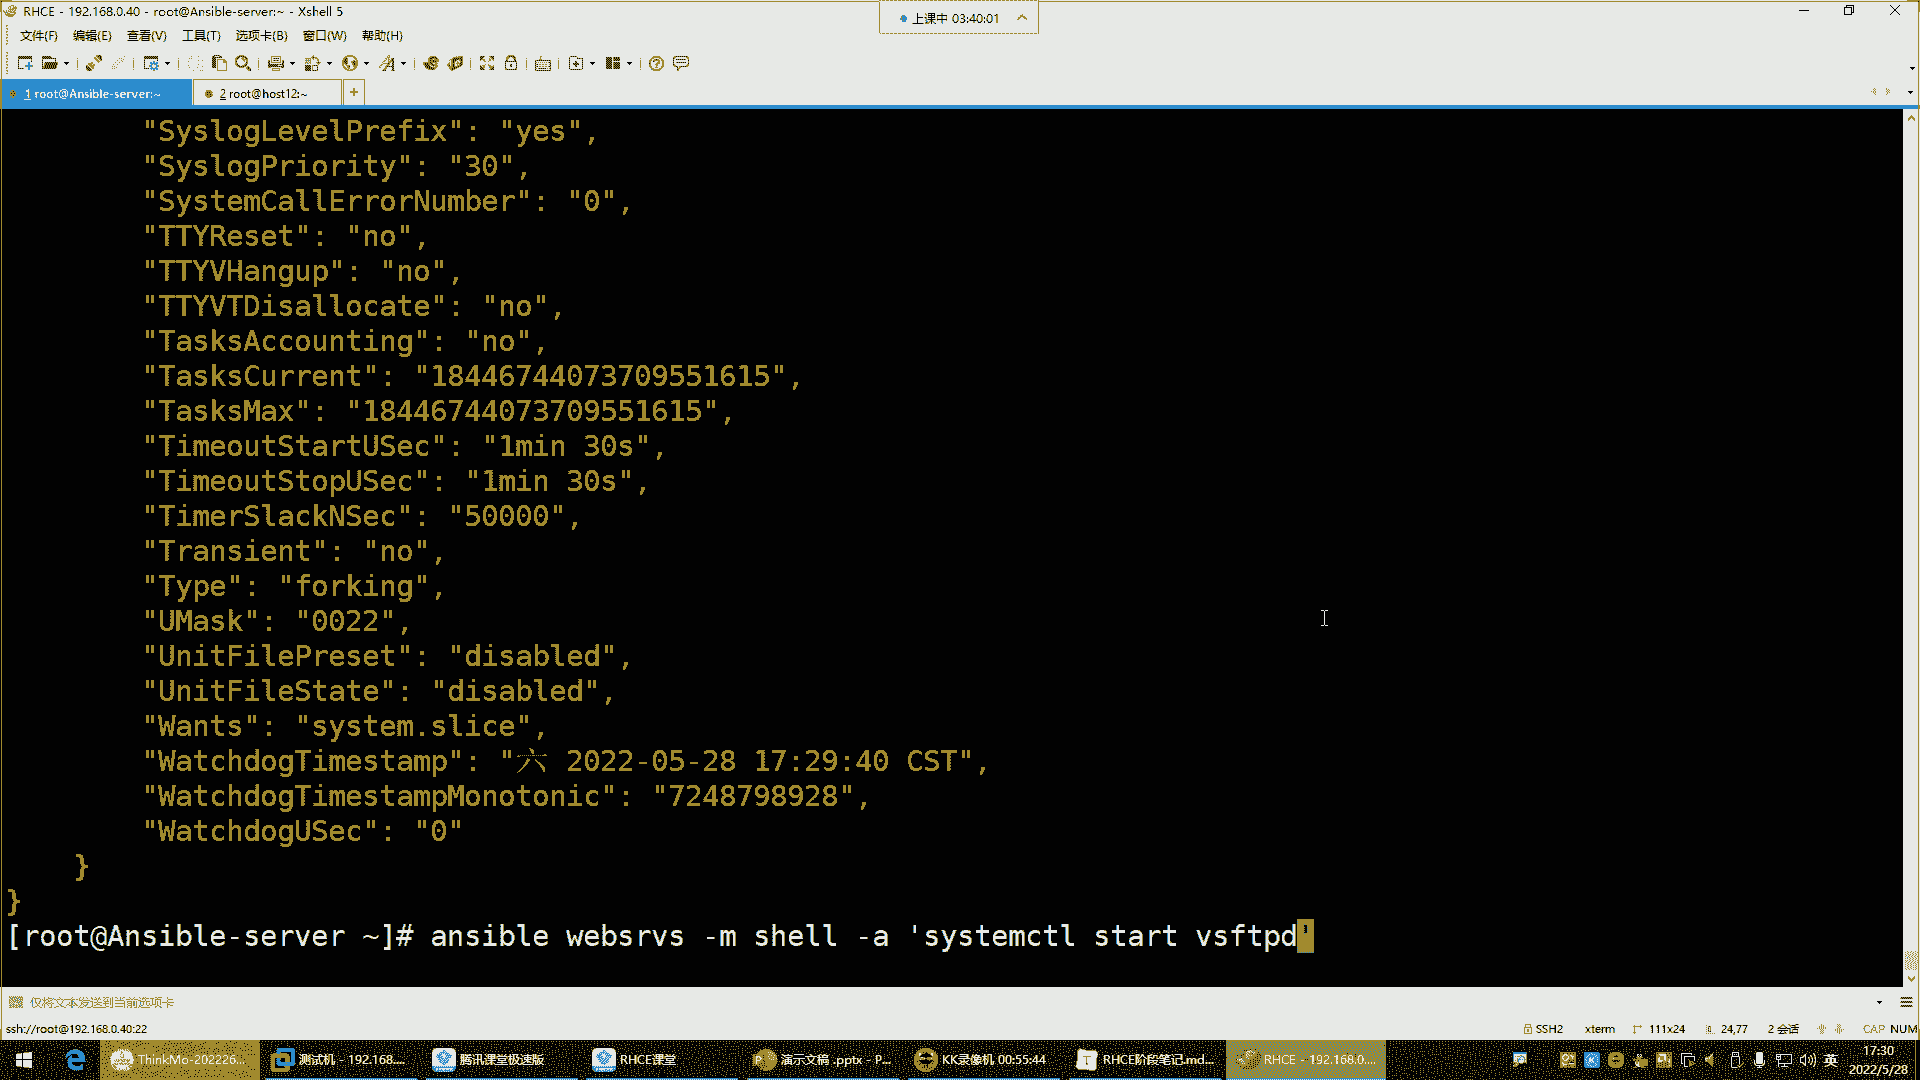 RHCE - 192.168.0.40 - root@Ansible-server:~ - Xshell 5
上课中 03:40:01
文件(F) 编辑(E) 查看(V) 工具(T) 选项卡(B) 窗口(W) 帮助(H)
1 root@Ansible-server:~ 2 root@host12:~ +
"SyslogLevelPrefix": "yes",
"SyslogPriority": "30",
"SystemCallErrorNumber": "0",
"TTYReset": "no",
"TTYVHangup": "no",
"TTYVTDisallocate": "no",
"TasksAccounting": "no",
"TasksCurrent": "18446744073709551615",
"TasksMax": "18446744073709551615",
"TimeoutStartUSec": "1min 30s",
"TimeoutStopUSec": "1min 30s",
"TimerSlackNSec": "50000",
"Transient": "no",
"Type": "forking",
"UMask": "0022",
"UnitFilePreset": "disabled",
"UnitFileState": "disabled",
"Wants": "system.slice",
"WatchdogTimestamp": "六 2022-05-28 17:29:40 CST",
"WatchdogTimestampMonotonic": "7248798928",
"WatchdogUSec": "0"
}
}
[root@Ansible-server ~]# ansible websrvs -m shell -a 'systemctl start vsftpd'
仅将文本发送到当前选项卡
ssh://root@192.168.0.40:22 SSH2 xterm 111x24 24,77 2 会话 CAP NUM
ThinkMo-202226... 测试机 - 192.168.... 腾讯课堂极速版 RHCE课堂 演示文稿 .pptx - P... KK录像机 00:55:44 RHCE阶段笔记.md... RHCE - 192.168.0.... 英 17:30
2022/5/28